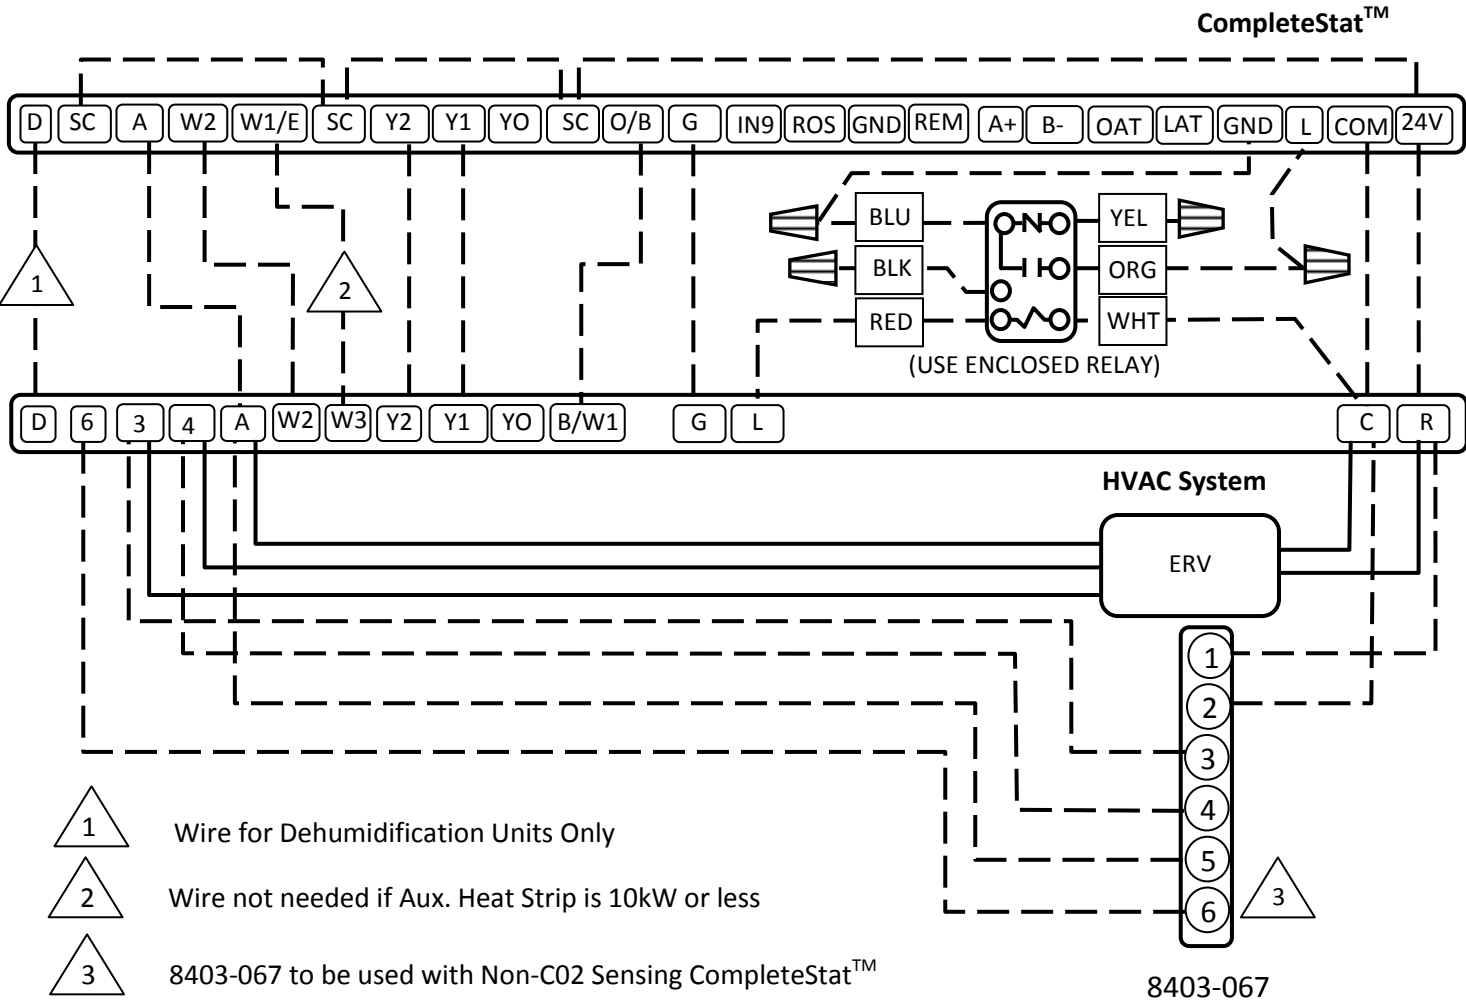 CompleteStat™
D SC A W2 W1/E SC Y2 Y1 YO SC O/B G IN9 ROS GND REM A+ B- OAT LAT GND L COM 24V
BLU YEL
BLK ORG
RED WHT
(USE ENCLOSED RELAY)
1
2
D 6 3 4 A W2 W3 Y2 Y1 YO B/W1 G L C R
HVAC System
ERV
1
2
3
4
5
6
3
8403-067
1 Wire for Dehumidification Units Only
2 Wire not needed if Aux. Heat Strip is 10kW or less
3 8403-067 to be used with Non-C02 Sensing CompleteStat™